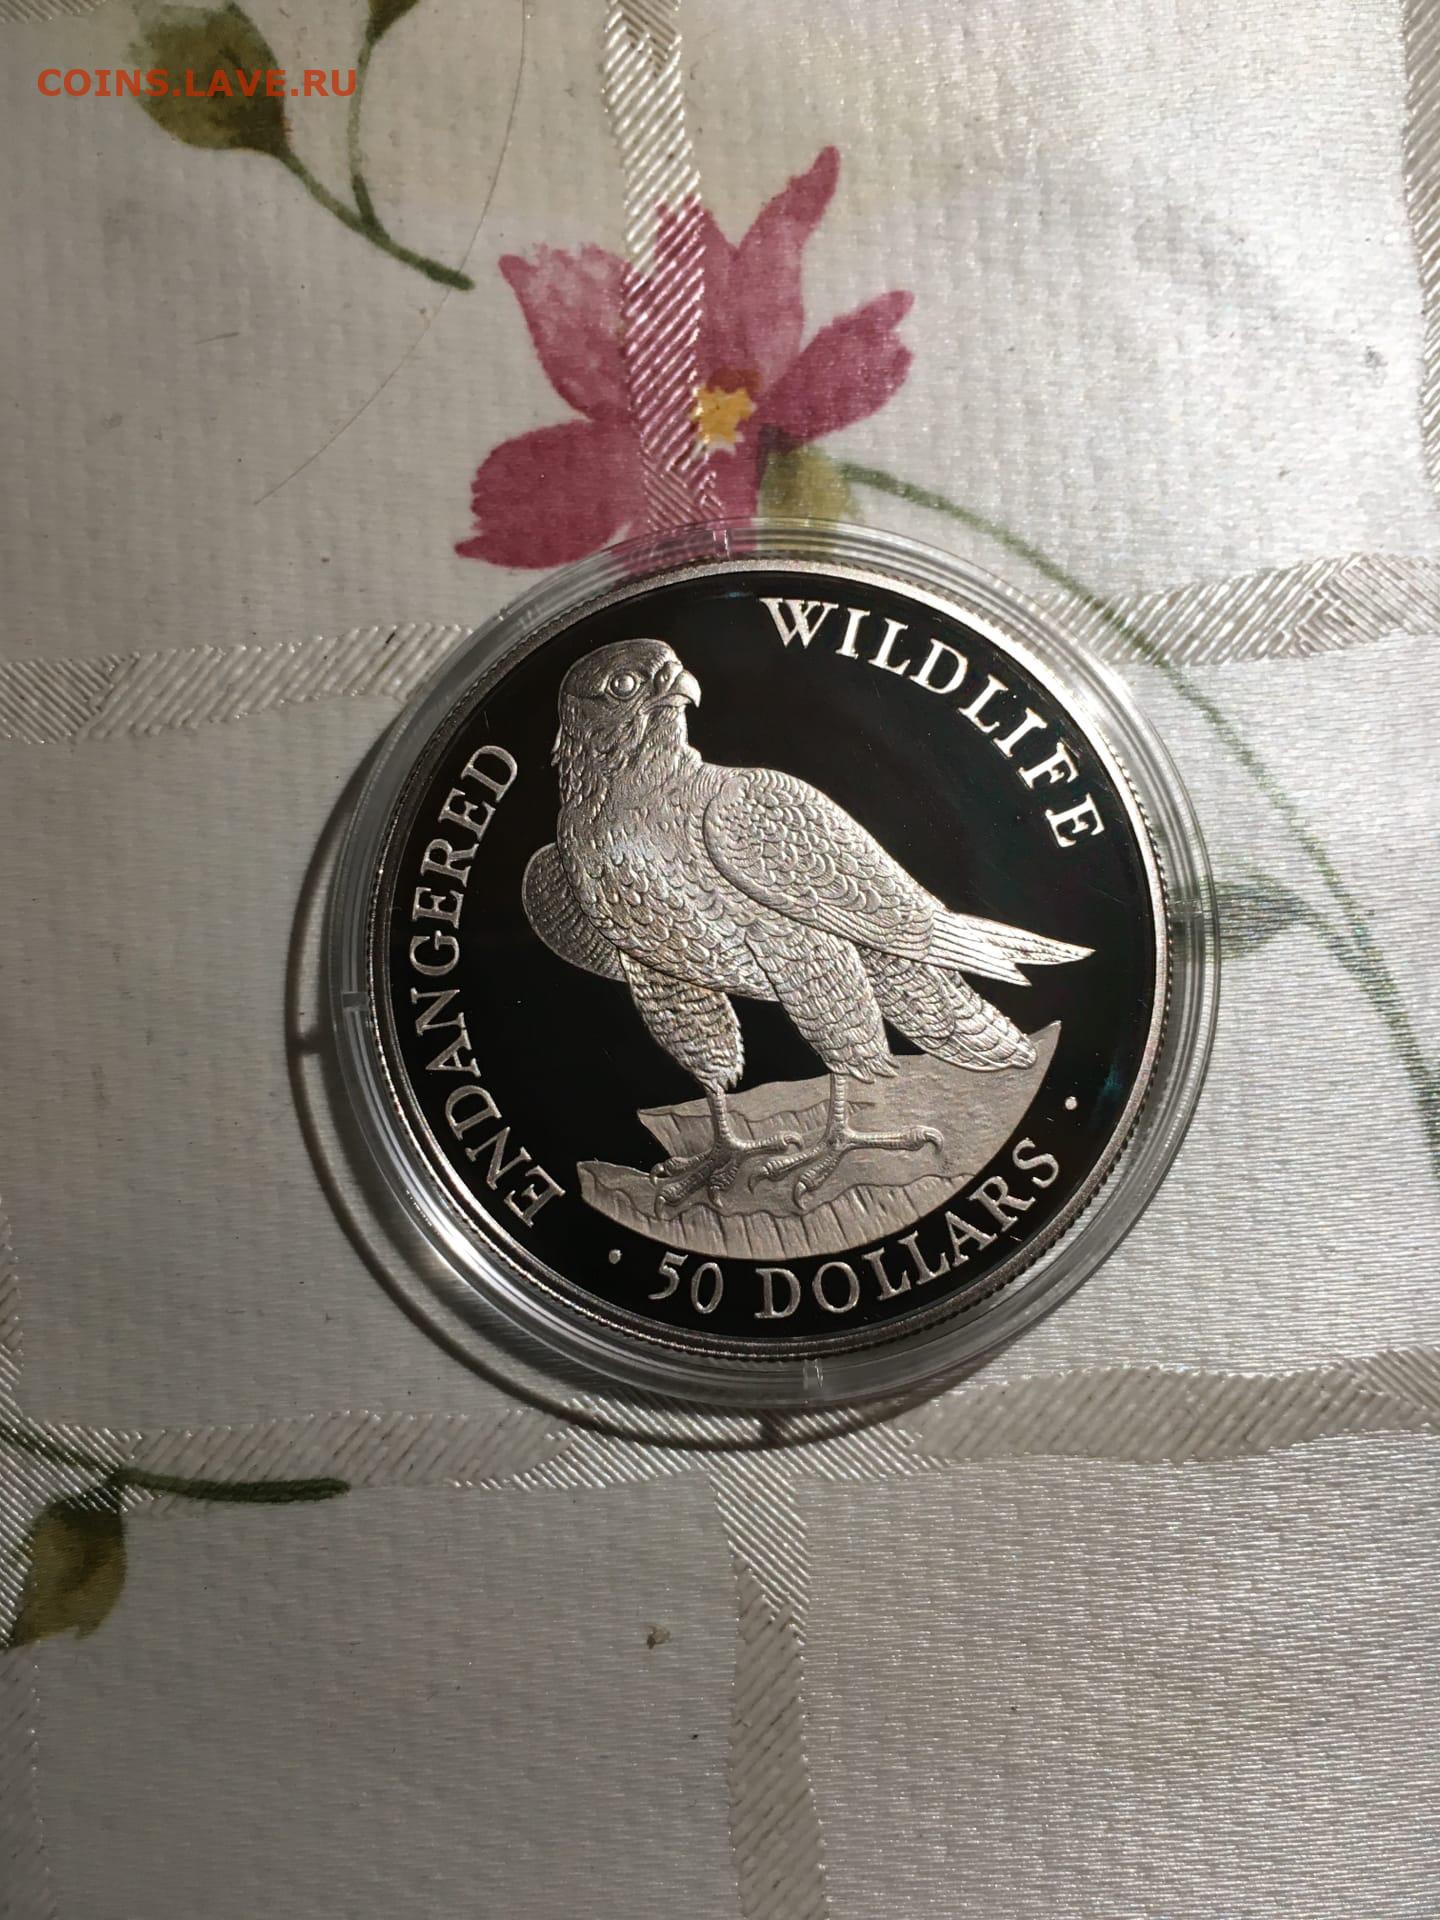 COINS.LAVE.RU
ENDANGERED
WILDLIFE
• 50 DOLLARS •